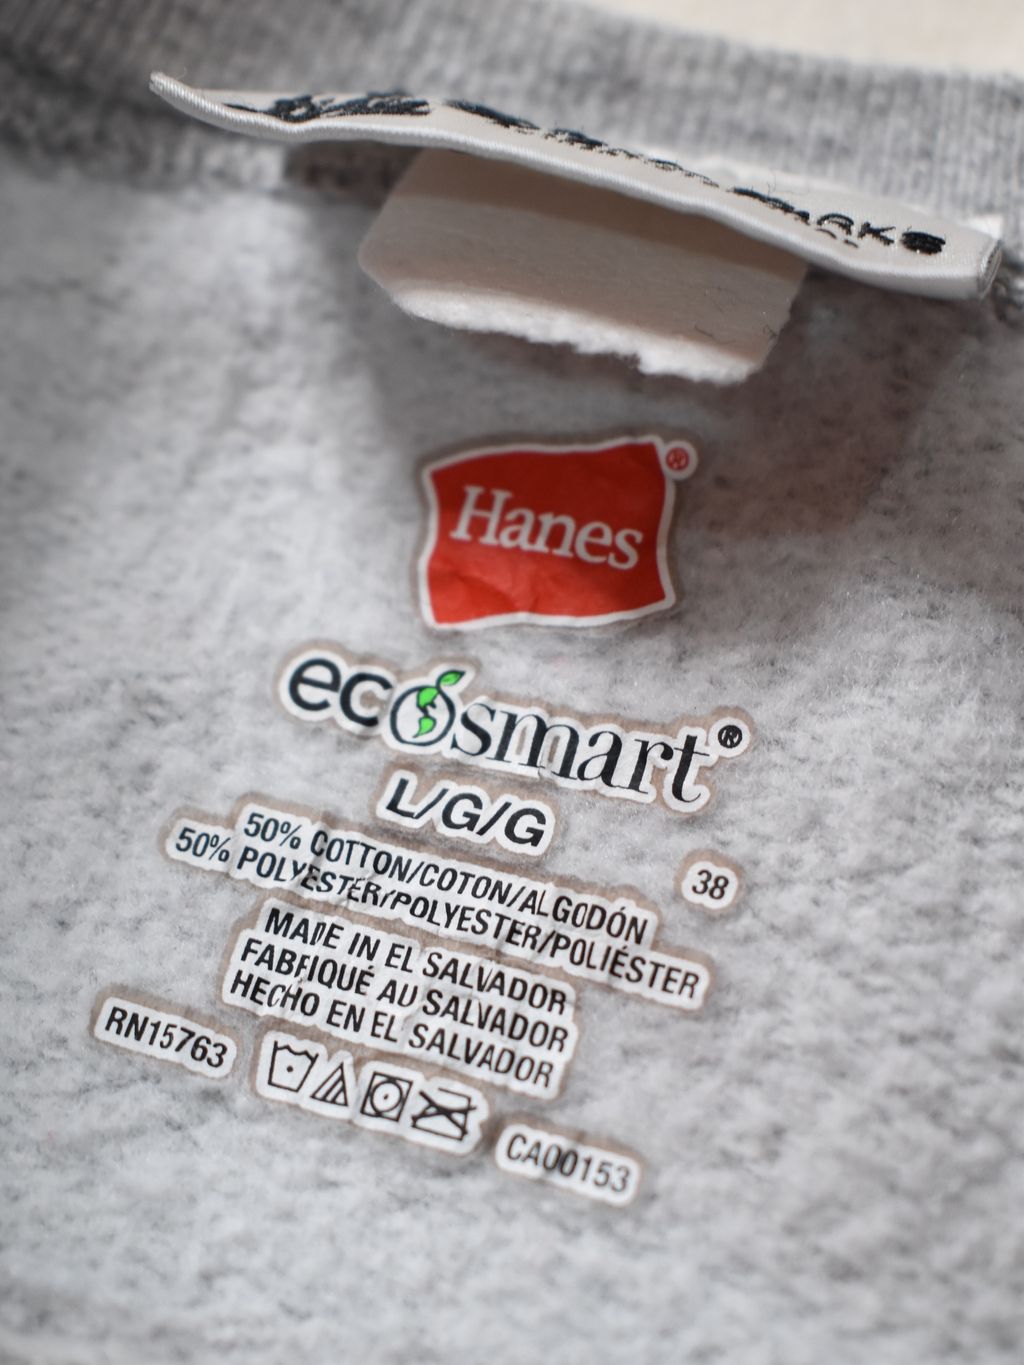 Hanes®
ecosmart®
L/G/G
50% COTTON/COTON/ALGODÓN
50% POLYESTER/POLYESTER/POLIÉSTER
38
MADE IN EL SALVADOR
FABRIQUÉ AU SALVADOR
HECHO EN EL SALVADOR
RN15763
CA00153